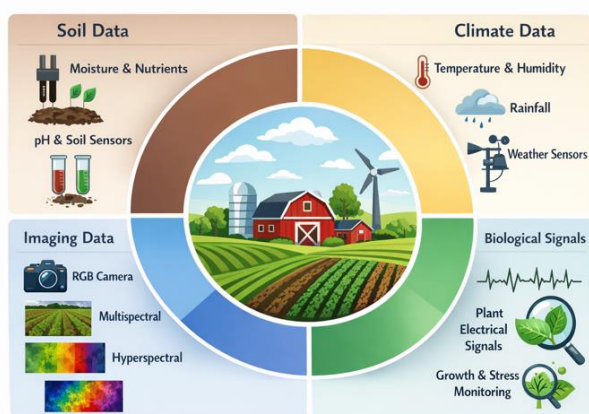 Soil Data
Moisture & Nutrients
pH & Soil Sensors
Climate Data
Temperature & Humidity
Rainfall
Weather Sensors
Imaging Data
RGB Camera
Multispectral
Hyperspectral
Biological Signals
Plant
Electrical
Signals
Growth & Stress
Monitoring